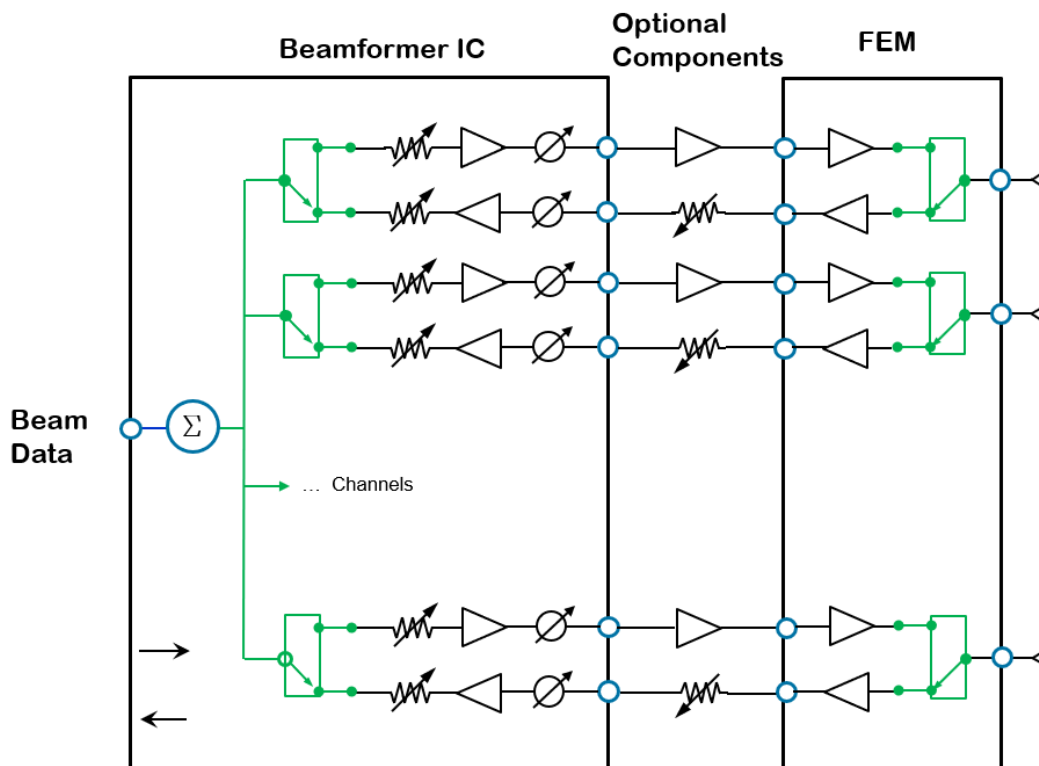 Beamformer IC
Optional
Components
FEM
Beam
Data
Σ
... Channels